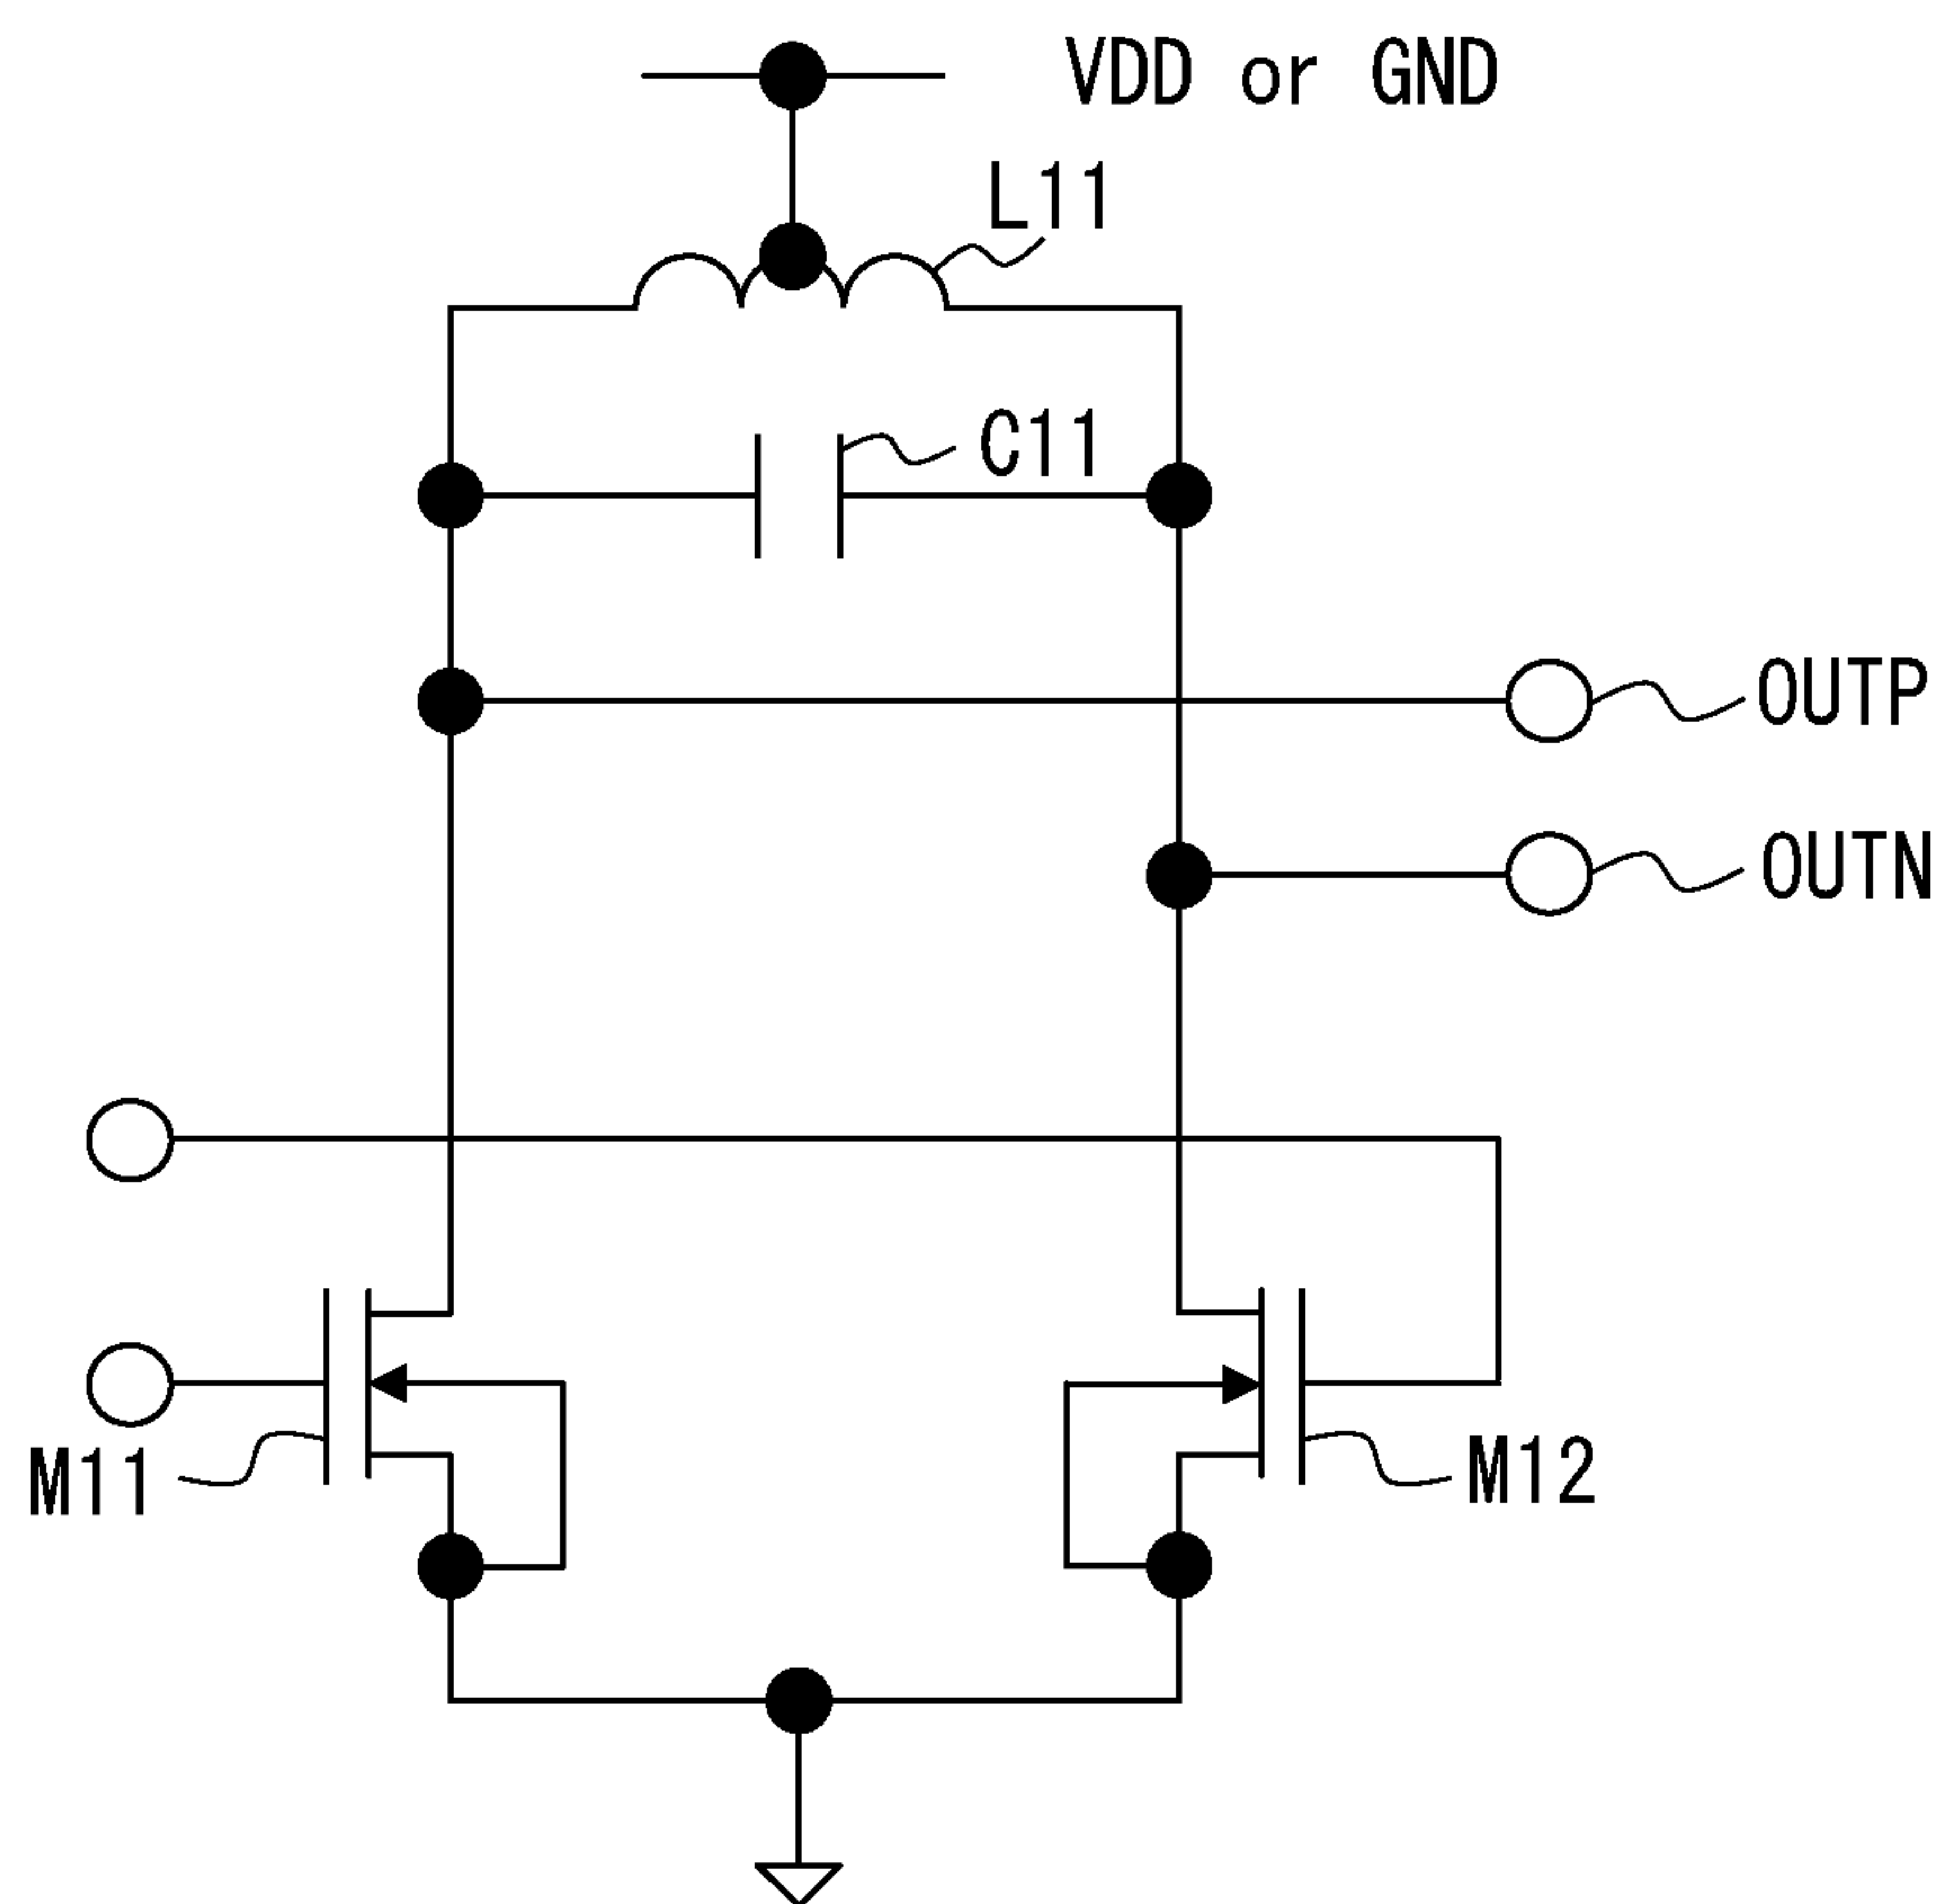 VDD or GND
L11
C11
OUTP
OUTN
M11
M12